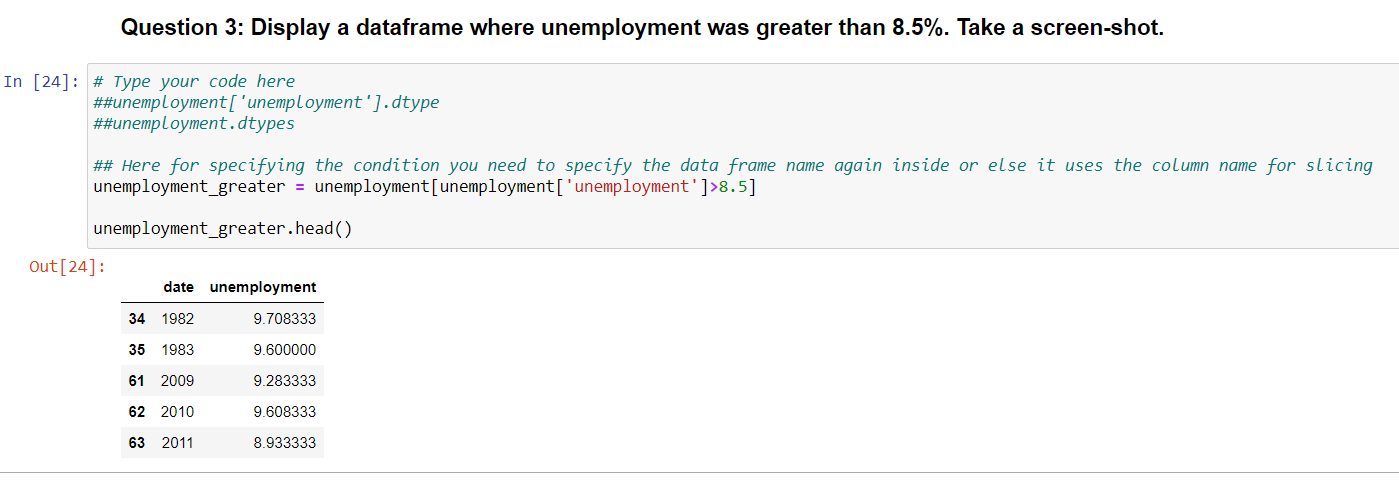 Question 3: Display a dataframe where unemployment was greater than 8.5%. Take a screen-shot.
In [24]: # Type your code here
##unemployment['unemployment'].dtype
##unemployment.dtypes
## Here for specifying the condition you need to specify the data frame name again inside or else it uses the column name for slicing
unemployment_greater = unemployment[unemployment['unemployment']>8.5]
unemployment_greater.head()
Out[24]:
date unemployment
34 1982 9.708333
35 1983 9.600000
61 2009 9.283333
62 2010 9.608333
63 2011 8.933333